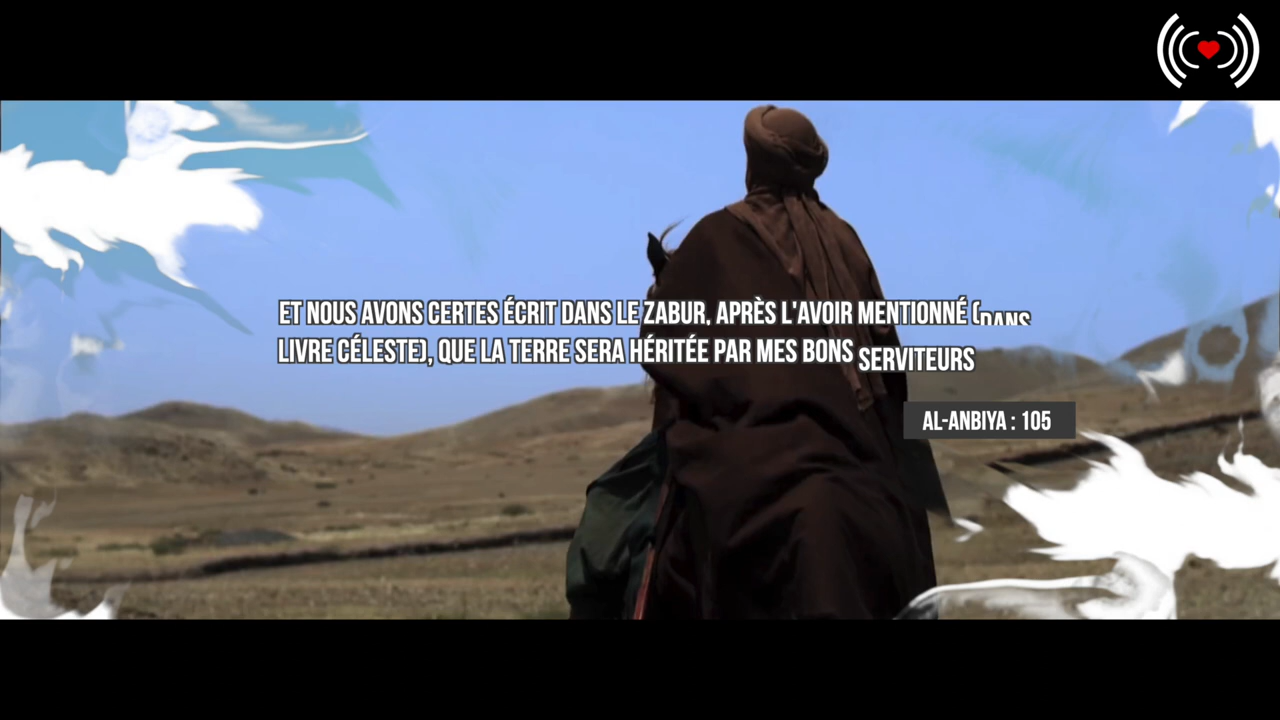 ET NOUS AVONS CERTES ÉCRIT DANS LE ZABUR, APRÈS L'AVOIR MENTIONNÉ (DANS
LIVRE CÉLESTE), QUE LA TERRE SERA HÉRITÉE PAR MES BONS SERVITEURS
AL-ANBIYA : 105